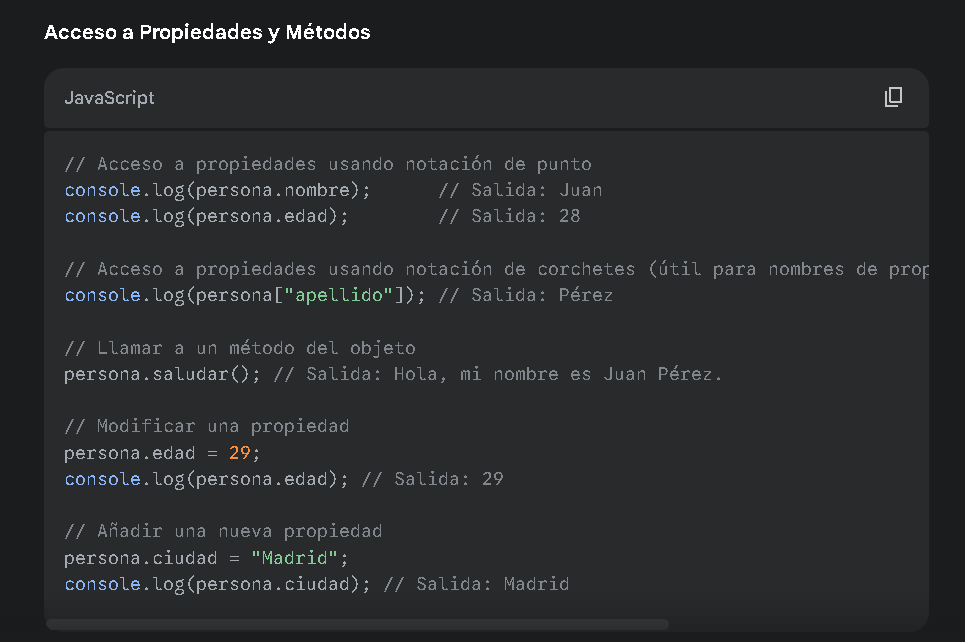 Acceso a Propiedades y Métodos
JavaScript
// Acceso a propiedades usando notación de punto
console.log(persona.nombre);      // Salida: Juan
console.log(persona.edad);        // Salida: 28
// Acceso a propiedades usando notación de corchetes (útil para nombres de prop
console.log(persona["apellido"]); // Salida: Pérez
// Llamar a un método del objeto
persona.saludar(); // Salida: Hola, mi nombre es Juan Pérez.
// Modificar una propiedad
persona.edad = 29;
console.log(persona.edad); // Salida: 29
// Añadir una nueva propiedad
persona.ciudad = "Madrid";
console.log(persona.ciudad); // Salida: Madrid